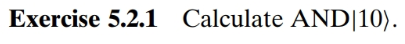 Exercise 5.2.1 Calculate AND|10⟩.